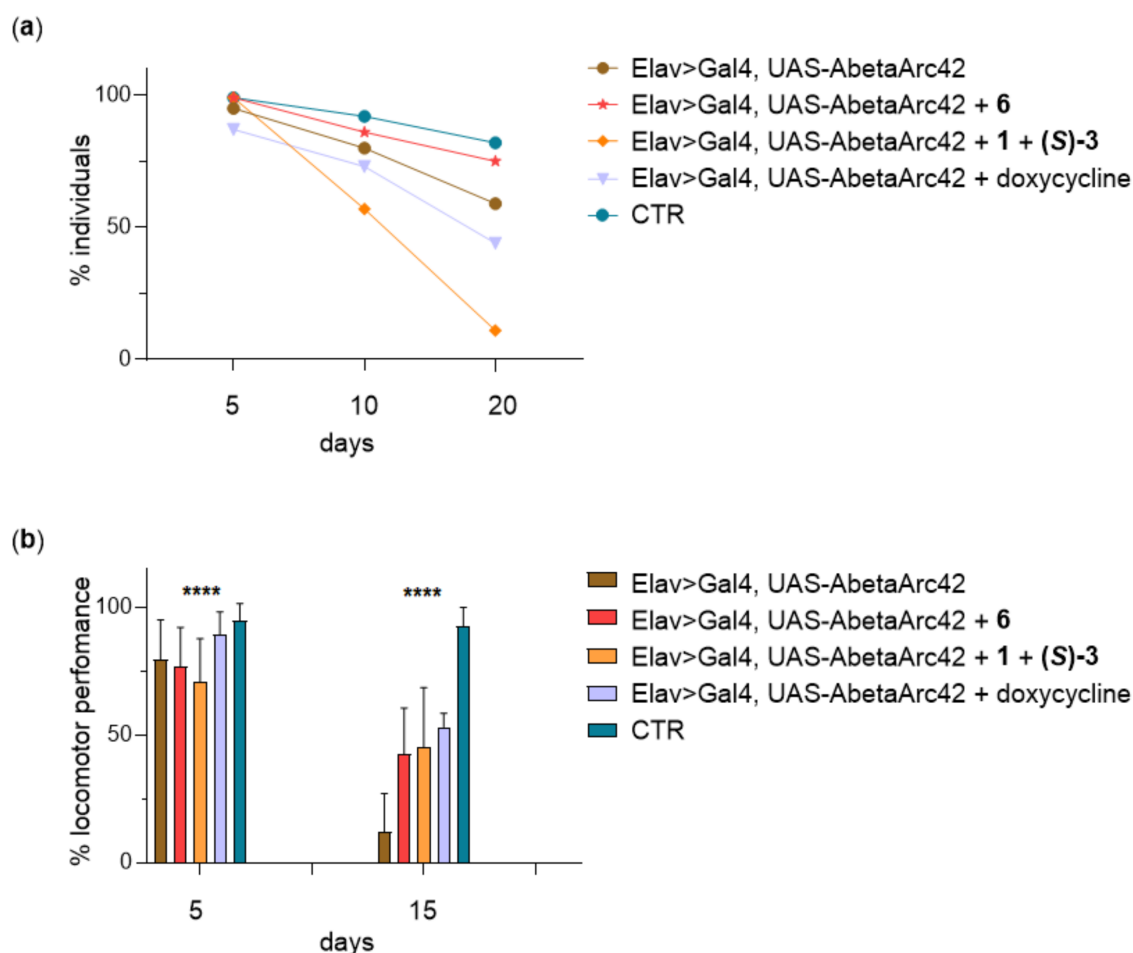 (a)
% individuals
100
50
0
5 10 20
days
Elav>Gal4, UAS-AbetaArc42
Elav>Gal4, UAS-AbetaArc42 + 6
Elav>Gal4, UAS-AbetaArc42 + 1 + (S)-3
Elav>Gal4, UAS-AbetaArc42 + doxycycline
CTR
(b)
% locomotor perfomance
100
50
0
**** ****
5 15
days
Elav>Gal4, UAS-AbetaArc42
Elav>Gal4, UAS-AbetaArc42 + 6
Elav>Gal4, UAS-AbetaArc42 + 1 + (S)-3
Elav>Gal4, UAS-AbetaArc42 + doxycycline
CTR